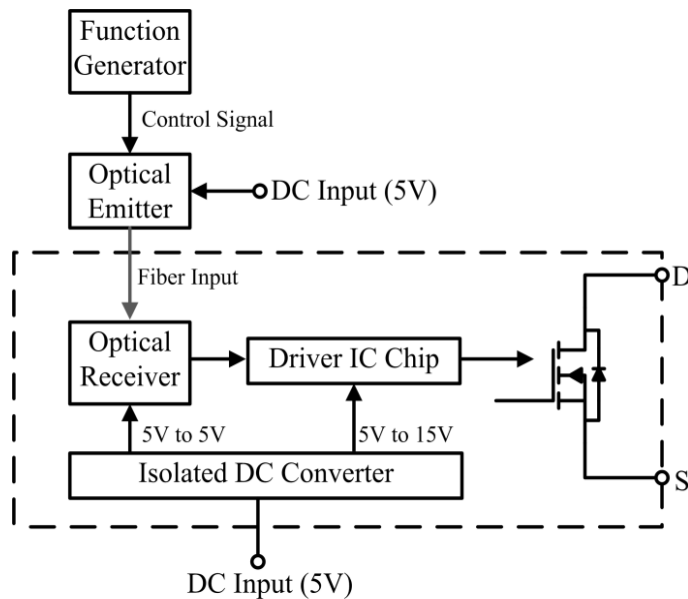 Function
Generator
Control Signal
Optical
Emitter
DC Input (5V)
Fiber Input
D
Optical
Receiver
Driver IC Chip
5V to 5V
5V to 15V
Isolated DC Converter
S
DC Input (5V)